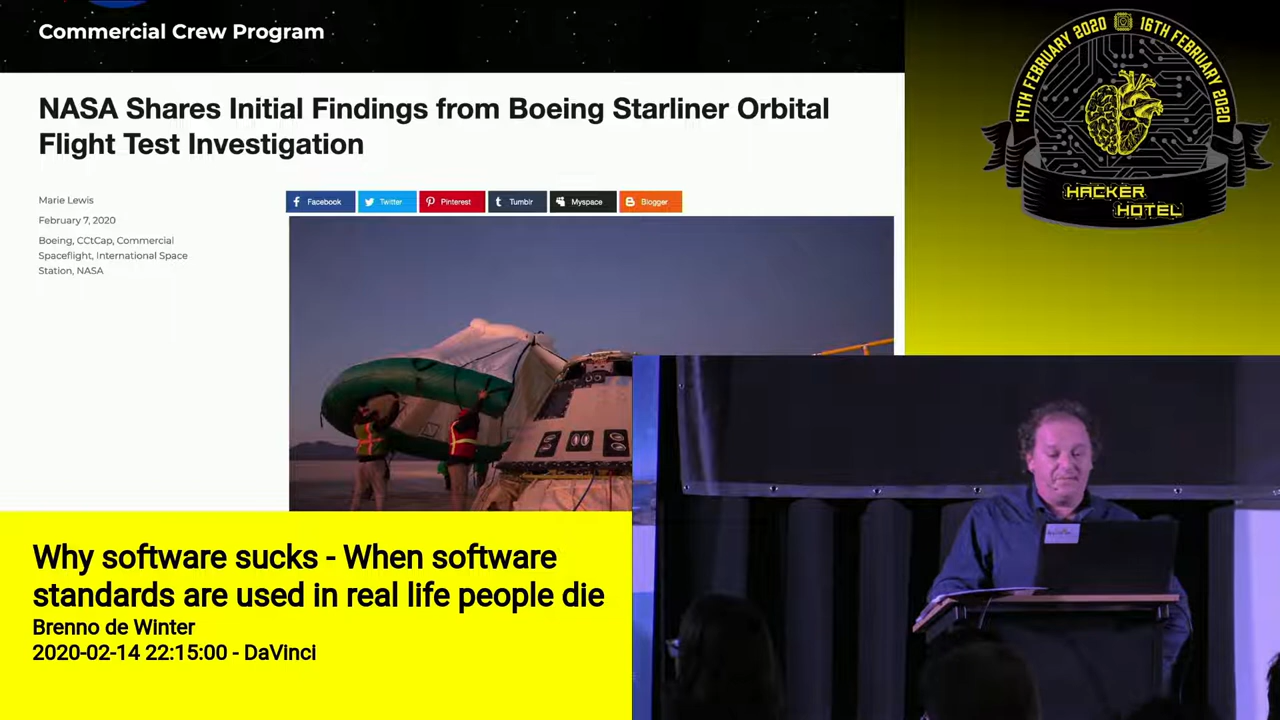 Commercial Crew Program
NASA Shares Initial Findings from Boeing Starliner Orbital
Flight Test Investigation
Marie Lewis
February 7, 2020
Boeing, CCtCap, Commercial
Spaceflight, International Space
Station, NASA
Facebook
Twitter
Pinterest
Tumblr
Myspace
Blogger
14TH FEBRUARY 2020
16TH FEBRUARY 2020
HACKER
HOTEL
Why software sucks - When software
standards are used in real life people die
Brenno de Winter
2020-02-14 22:15:00 - DaVinci